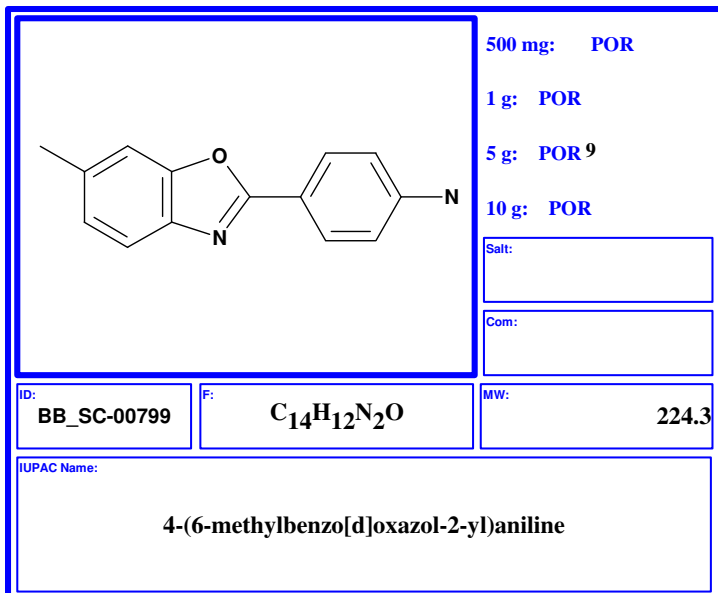 500 mg: POR
1 g: POR
5 g: POR 9
10 g: POR
O
N
N
Salt:
Com:
ID:
BB_SC-00799
F:
C14H12N2O
MW:
224.3
IUPAC Name:
4-(6-methylbenzo[d]oxazol-2-yl)aniline